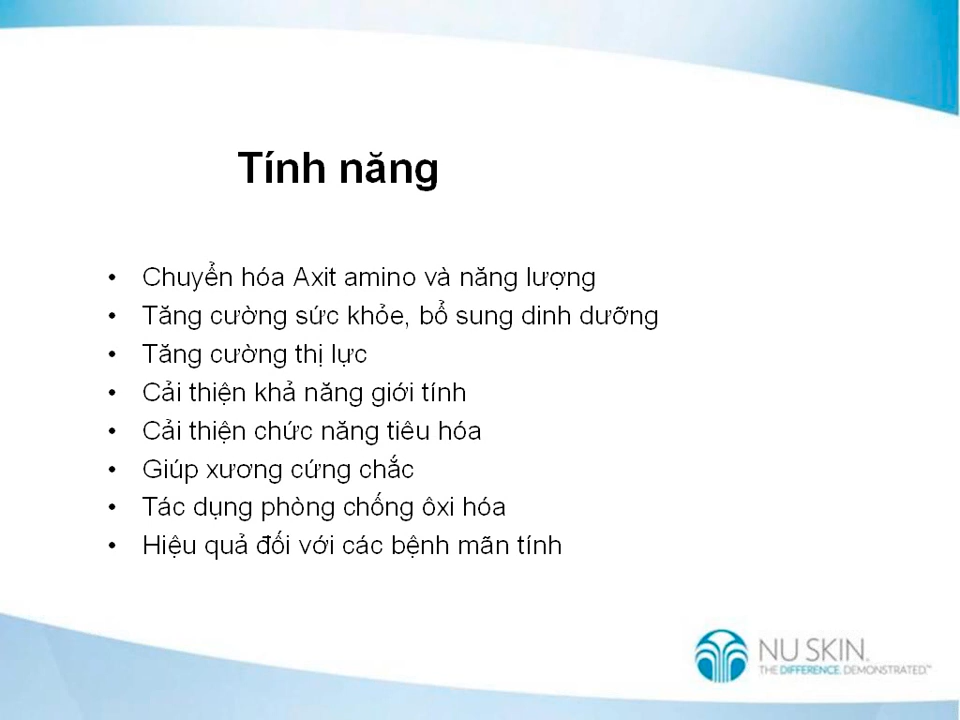 Tính năng
• Chuyển hóa Axit amino và năng lượng
• Tăng cường sức khỏe, bổ sung dinh dưỡng
• Tăng cường thị lực
• Cải thiện khả năng giới tính
• Cải thiện chức năng tiêu hóa
• Giúp xương cứng chắc
• Tác dụng phòng chống ôxi hóa
• Hiệu quả đối với các bệnh mãn tính
NU SKIN.
THE DIFFERENCE. DEMONSTRATED.™